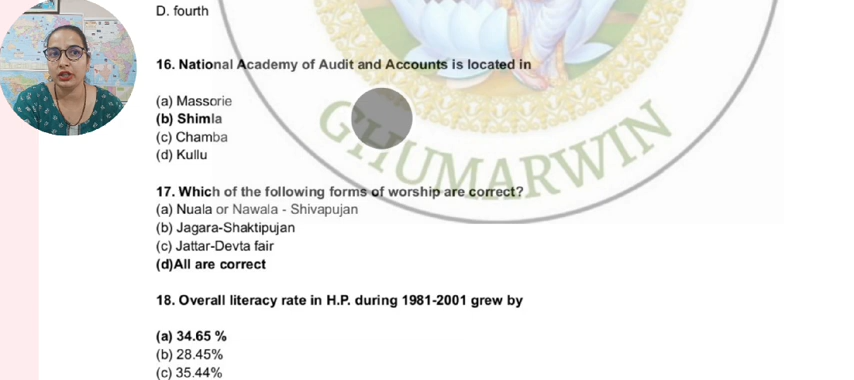 D. fourth
16. National Academy of Audit and Accounts is located in
(a) Massorie
(b) Shimla
(c) Chamba
(d) Kullu
GHUMARWIN
17. Which of the following forms of worship are correct?
(a) Nuala or Nawala - Shivapujan
(b) Jagara-Shaktipujan
(c) Jattar-Devta fair
(d)All are correct
18. Overall literacy rate in H.P. during 1981-2001 grew by
(a) 34.65 %
(b) 28.45%
(c) 35.44%